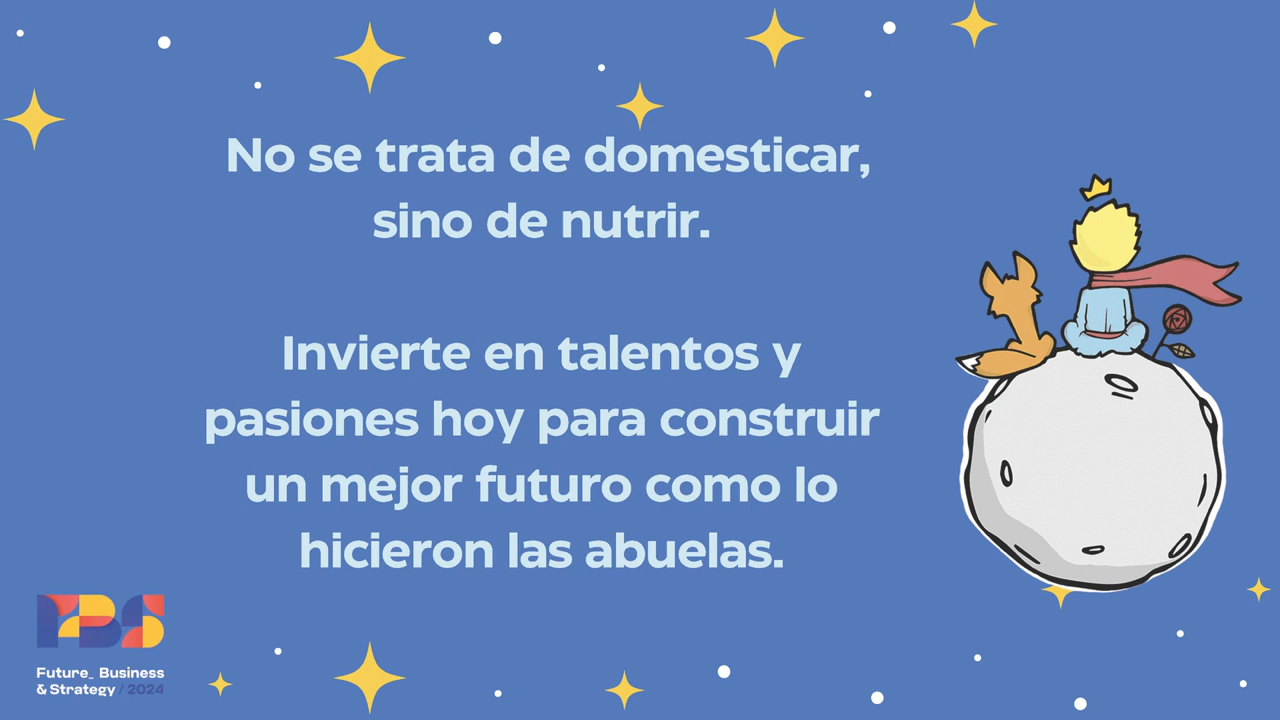 No se trata de domesticar,
sino de nutrir.
Invierte en talentos y
pasiones hoy para construir
un mejor futuro como lo
hicieron las abuelas.
FBS
Future_ Business
& Strategy / 2024